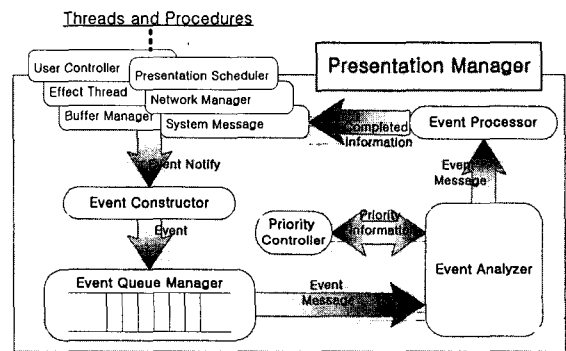 Threads and Procedures
User Controller
Presentation Scheduler
Presentation Manager
Effect Thread
Network Manager
Buffer Manager
System Message
Completed
Information
Event Processor
Event Notify
Event
Message
Event Constructor
Priority
Controller
Priority
Information
Event
Event Analyzer
Event Queue Manager
Event
Message